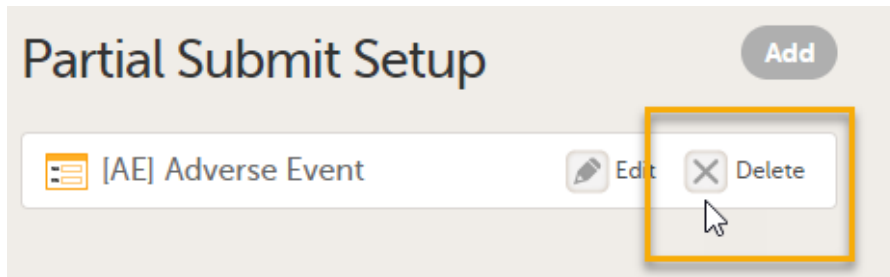 Partial Submit Setup
Add
[AE] Adverse Event
Edit
Delete